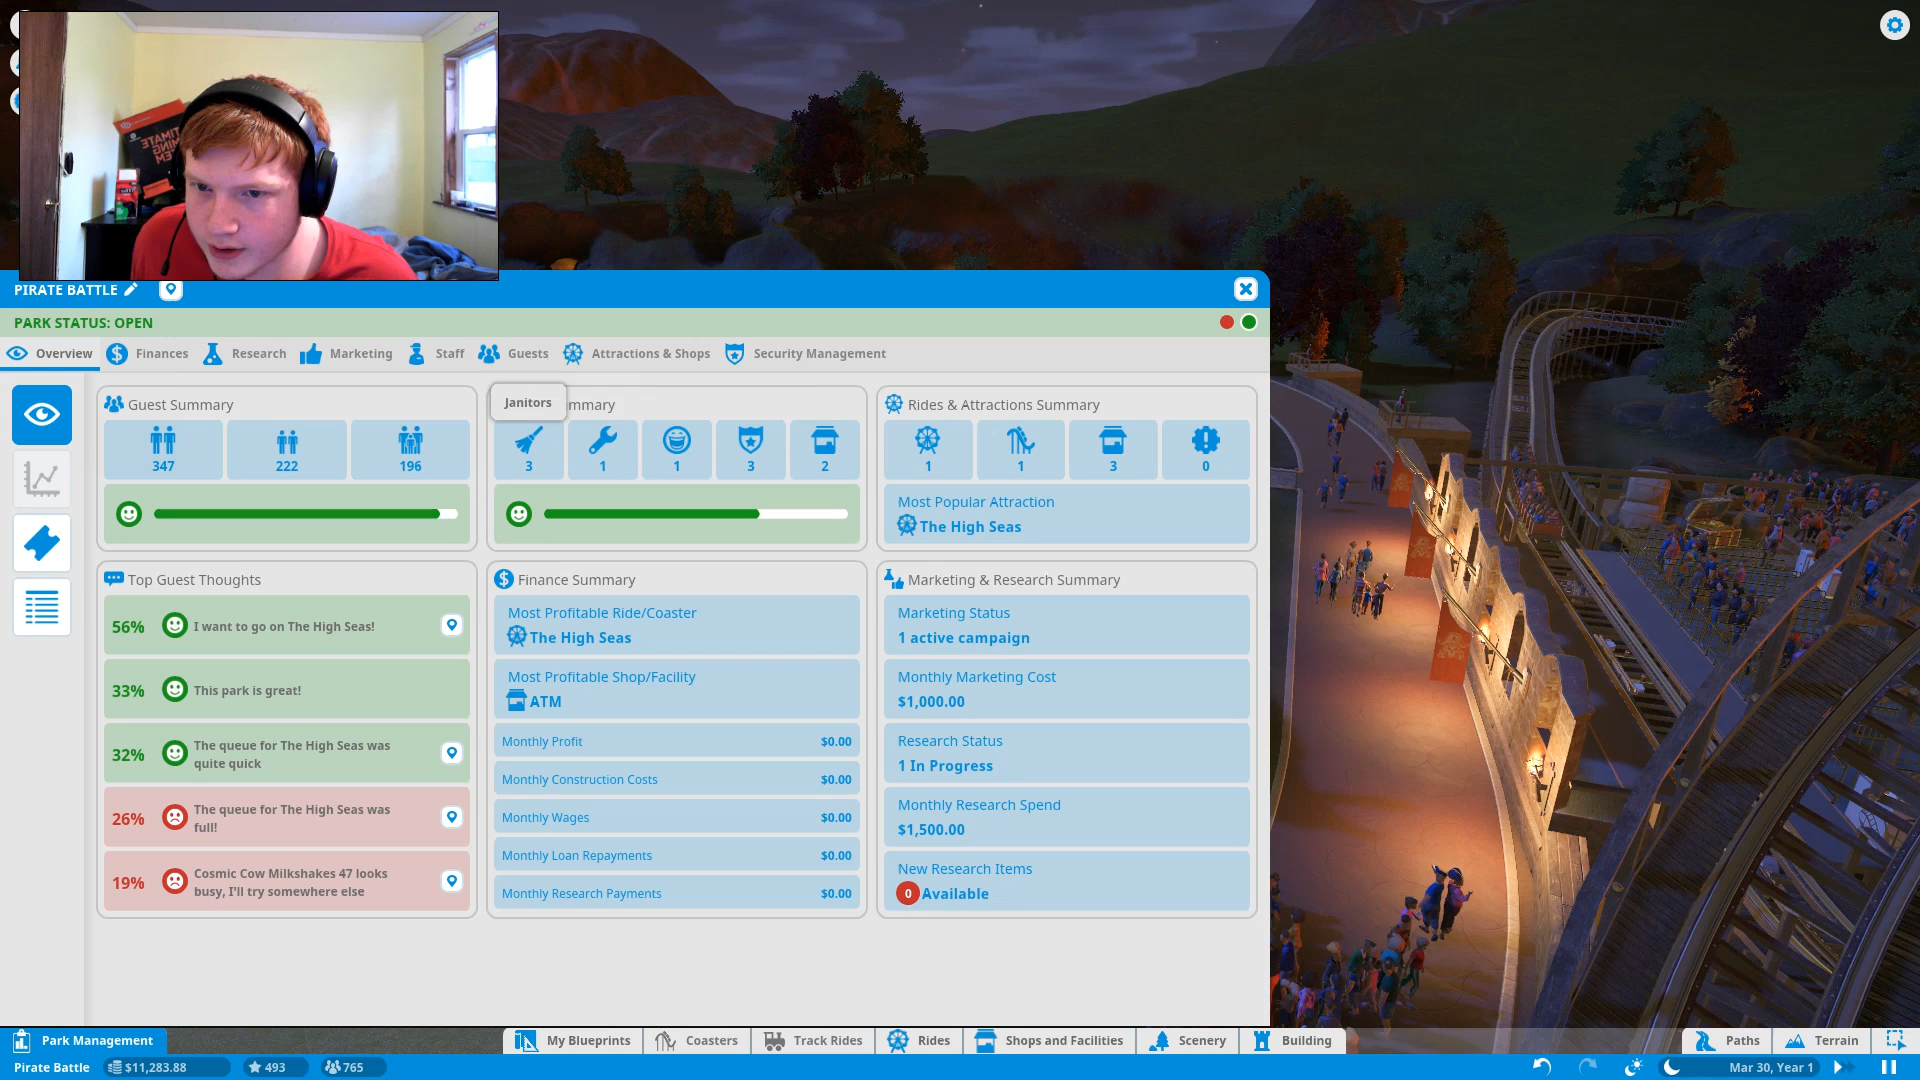 PIRATE BATTLE
PARK STATUS: OPEN
Overview
Finances
Research
Marketing
Staff
Guests
Attractions & Shops
Security Management
Guest Summary
347
222
196
Janitors
mmary
3
1
1
3
2
Rides & Attractions Summary
1
1
3
0
Most Popular Attraction
The High Seas
Top Guest Thoughts
56%
I want to go on The High Seas!
33%
This park is great!
32%
The queue for The High Seas was
quite quick
26%
The queue for The High Seas was
full!
19%
Cosmic Cow Milkshakes 47 looks
busy, I'll try somewhere else
Finance Summary
Most Profitable Ride/Coaster
The High Seas
Most Profitable Shop/Facility
ATM
Monthly Profit $0.00
Monthly Construction Costs $0.00
Monthly Wages $0.00
Monthly Loan Repayments $0.00
Monthly Research Payments $0.00
Marketing & Research Summary
Marketing Status
1 active campaign
Monthly Marketing Cost
$1,000.00
Research Status
1 In Progress
Monthly Research Spend
$1,500.00
New Research Items
0 Available
Park Management
My Blueprints
Coasters
Track Rides
Rides
Shops and Facilities
Scenery
Building
Paths
Terrain
Pirate Battle
$11,283.88
493
765
Mar 30, Year 1